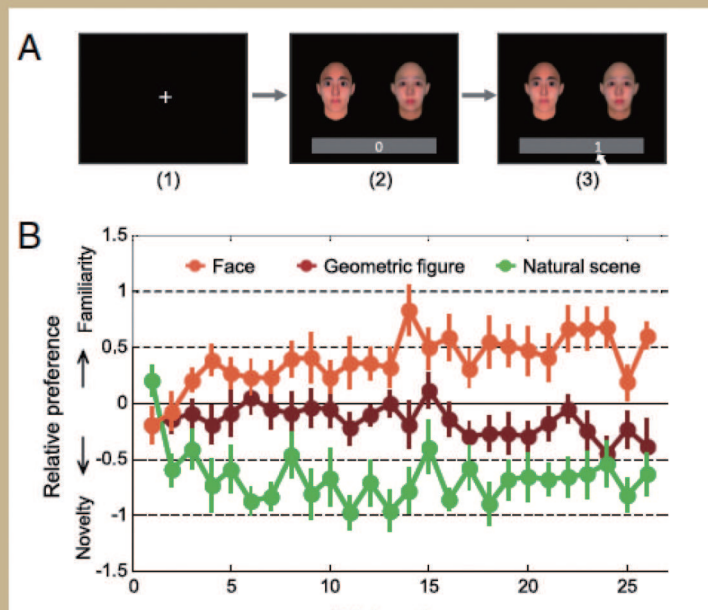 A
+
0
1
(1)
(2)
(3)
B
Relative preference
Novelty
Familiarity
Face
Geometric figure
Natural scene
1.5
1
0.5
0
-0.5
-1
-1.5
0
5
10
15
20
25